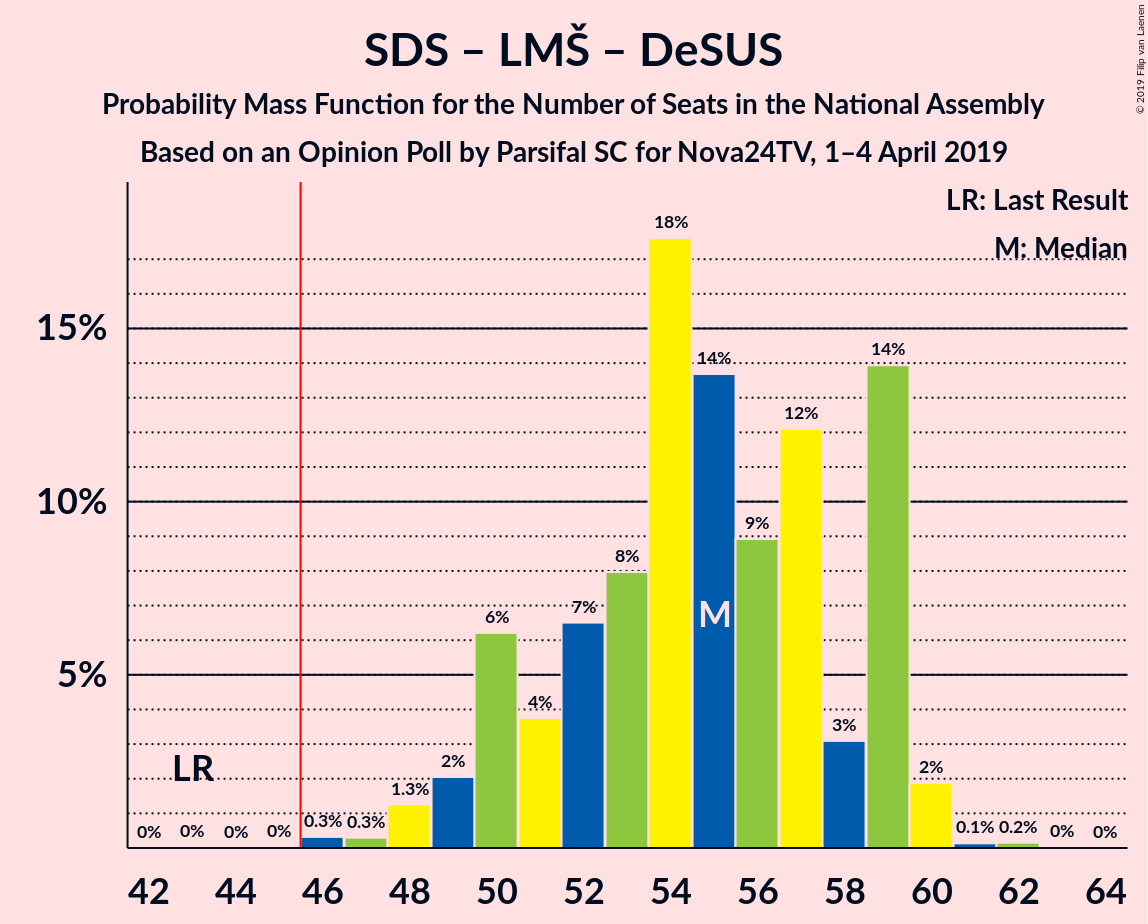 SDS – LMŠ – DeSUS
Probability Mass Function for the Number of Seats in the National Assembly
Based on an Opinion Poll by Parsifal SC for Nova24TV, 1–4 April 2019
© 2019 Filip van Laenen
LR: Last Result
M: Median
15%
10%
5%
LR
M
0% 0% 0% 0% 0.3% 0.3% 1.3% 2% 6% 4% 7% 8% 18% 14% 9% 12% 3% 14% 2% 0.1% 0.2% 0% 0%
42 44 46 48 50 52 54 56 58 60 62 64